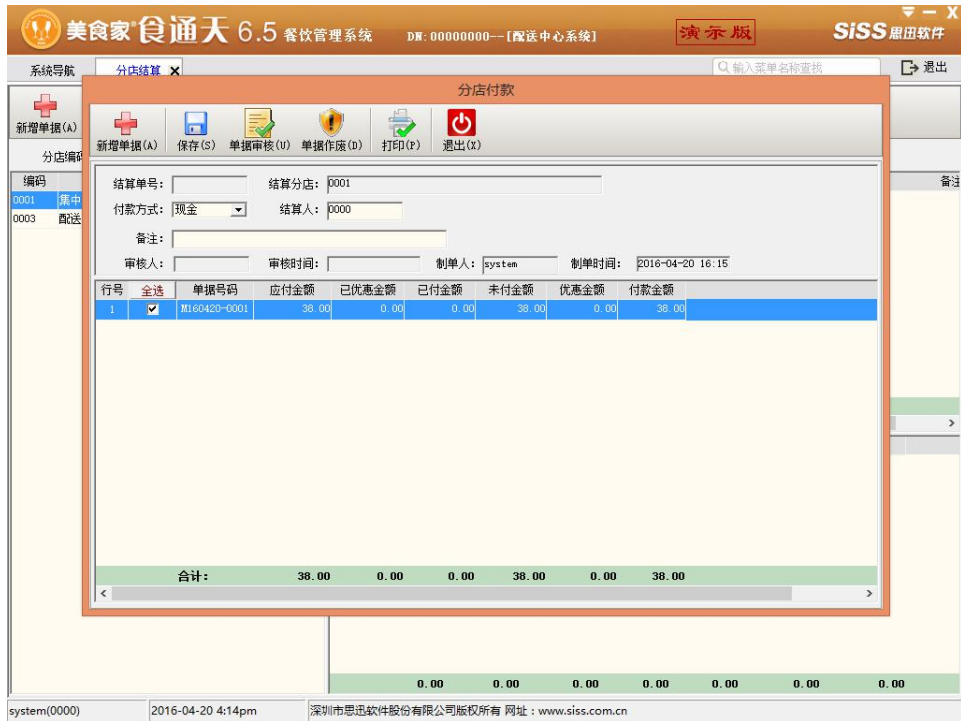 美食家®食通天 6.5 餐饮管理系统 DN:00000000--[配送中心系统] 演示版 SiSS 思迅软件
系统导航 分店结算 X 输入菜单名称查找 退出
分店付款
新增单据(A)
新增单据(A) 保存(S) 单据审核(U) 单据作废(D) 打印(P) 退出(X)
分店编码
结算单号: 结算分店: 0001
付款方式: 现金 结算人: 0000
备注:
审核人: 审核时间: 制单人: system 制单时间: 2016-04-20 16:15
编码 备注
0001 集中
0003 配送
行号 全选 单据号码 应付金额 已优惠金额 已付金额 未付金额 优惠金额 付款金额
1 M160420-0001 38.00 0.00 0.00 38.00 0.00 38.00
合计: 38.00 0.00 0.00 38.00 0.00 38.00
0.00 0.00 0.00 0.00 0.00 0.00 0.00
system(0000) 2016-04-20 4:14pm 深圳市思迅软件股份有限公司版权所有 网址：www.siss.com.cn